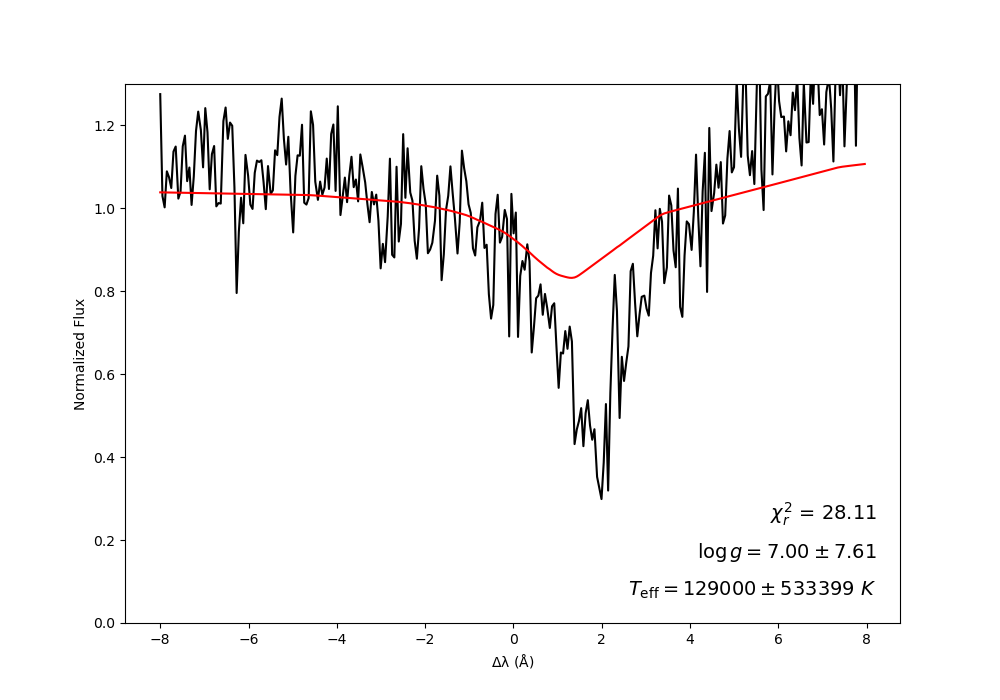 1.2
1.0
0.8
0.6
0.4
0.2
0.0
Normalized Flux
χ²ᵣ = 28.11
log g = 7.00 ± 7.61
T_eff = 129000 ± 533399 K
−8 −6 −4 −2 0 2 4 6 8
Δλ (Å)